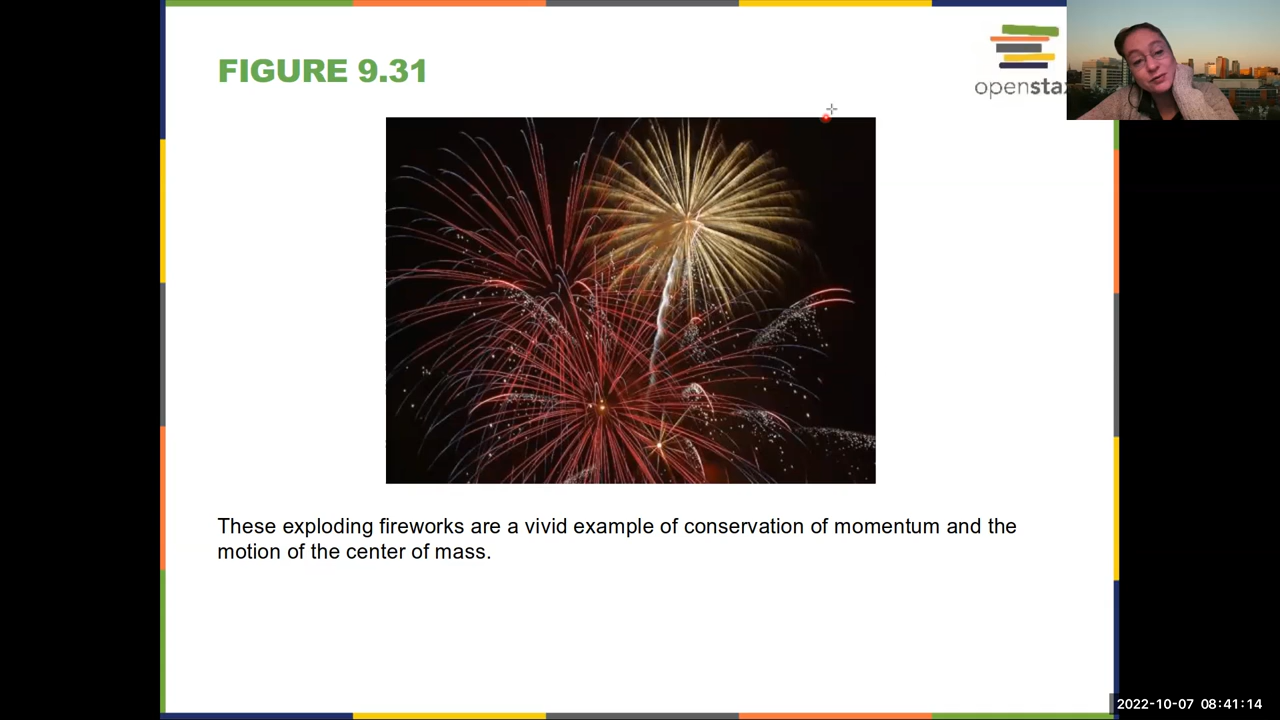 FIGURE 9.31
openstax
These exploding fireworks are a vivid example of conservation of momentum and the
motion of the center of mass.
2022-10-07 08:41:14